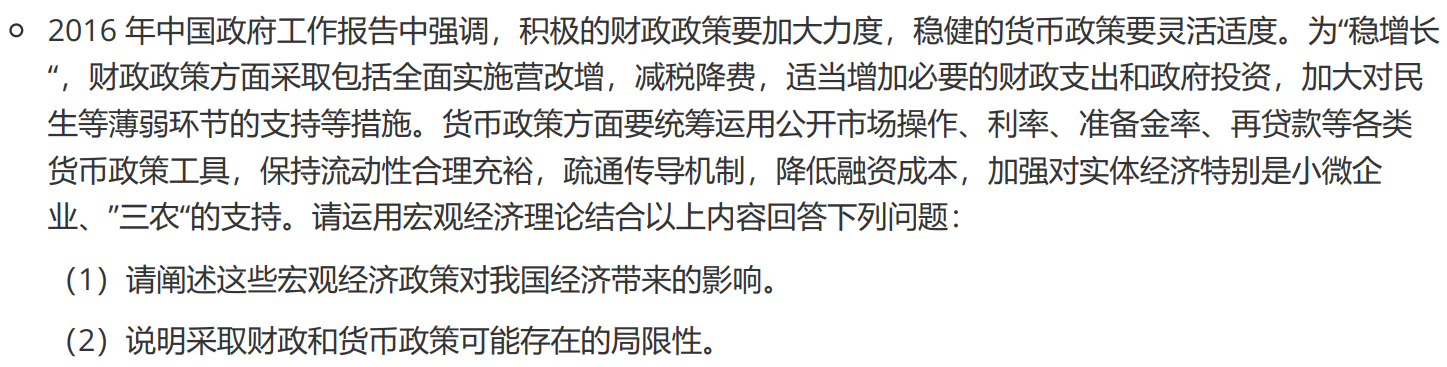 2016 年中国政府工作报告中强调，积极的财政政策要加大力度，稳健的货币政策要灵活适度。为“稳增长
“，财政政策方面采取包括全面实施营改增，减税降费，适当增加必要的财政支出和政府投资，加大对民
生等薄弱环节的支持等措施。货币政策方面要统筹运用公开市场操作、利率、准备金率、再贷款等各类
货币政策工具，保持流动性合理充裕，疏通传导机制，降低融资成本，加强对实体经济特别是小微企
业、”三农“的支持。请运用宏观经济理论结合以上内容回答下列问题：
（1）请阐述这些宏观经济政策对我国经济带来的影响。
（2）说明采取财政和货币政策可能存在的局限性。